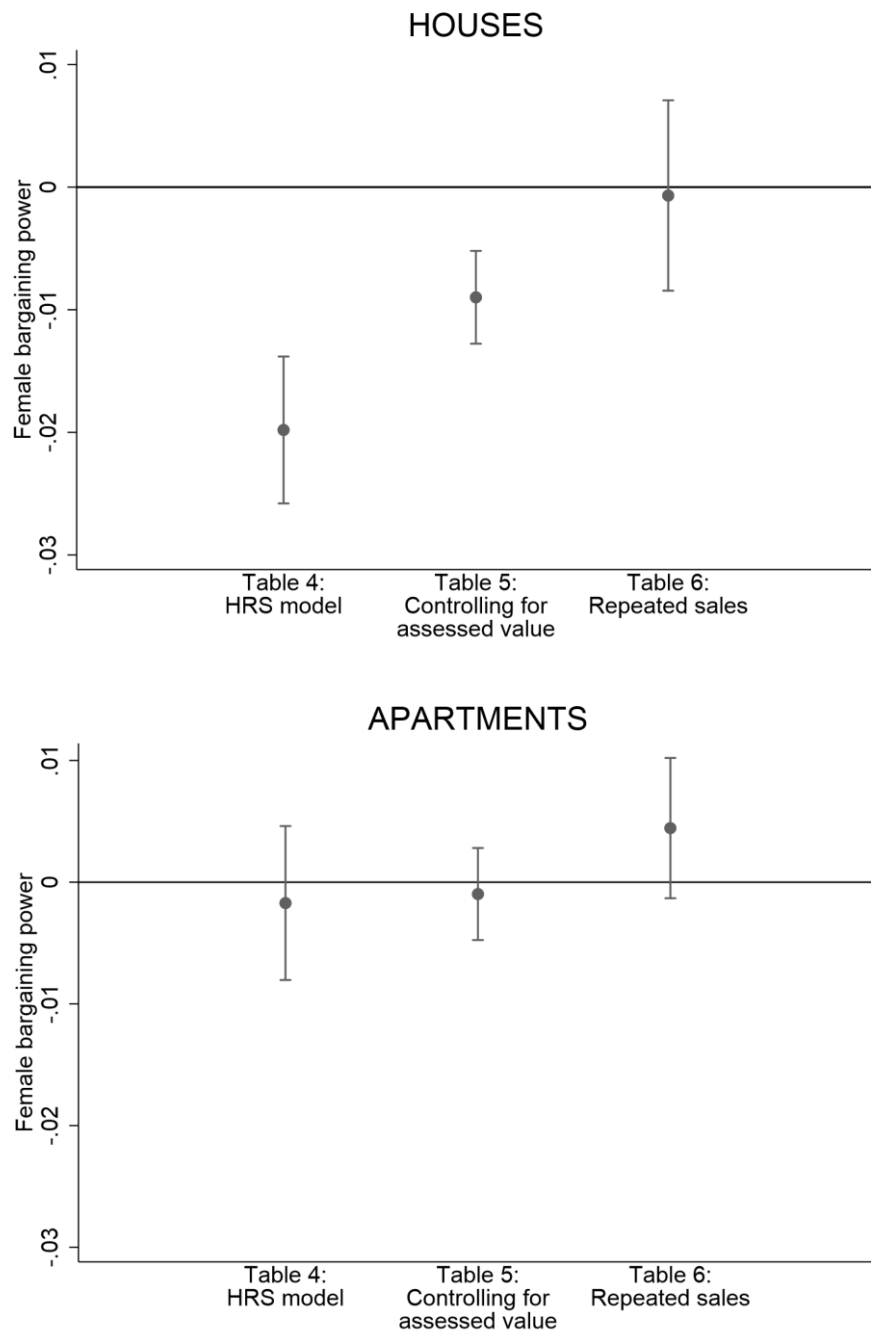 HOUSES
Female bargaining power
.01
0
-.01
-.02
-.03
Table 4:
HRS model
Table 5:
Controlling for
assessed value
Table 6:
Repeated sales
APARTMENTS
Female bargaining power
.01
0
-.01
-.02
-.03
Table 4:
HRS model
Table 5:
Controlling for
assessed value
Table 6:
Repeated sales